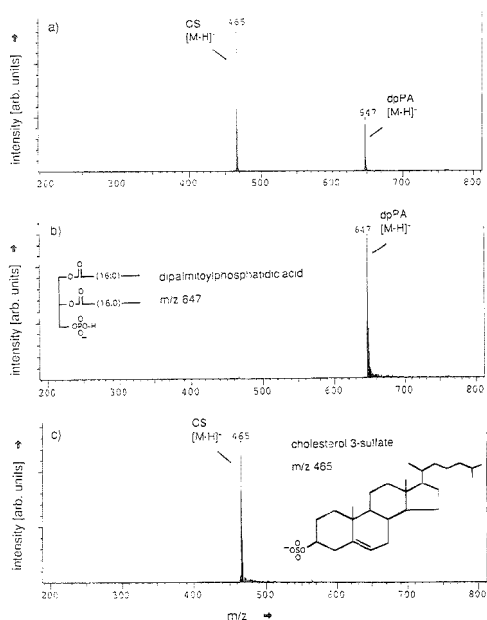 a)
CS
[M-H]-
465
dpPA
[M-H]-
647
intensity [arb. units]
200 400 500 600 700 800
b)
dpPA
[M-H]-
647
O
O (16:0)
dipalmitoylphosphatidic acid
O
O (16:0)
m/z 647
O
OPO-H
O
intensity [arb. units]
200 300 400 500 600 700 800
c)
CS
[M-H]-
465
cholesterol 3-sulfate
m/z 465
O
OSO
O
intensity [arb. units]
200 300 400 500 600 700 800
m/z